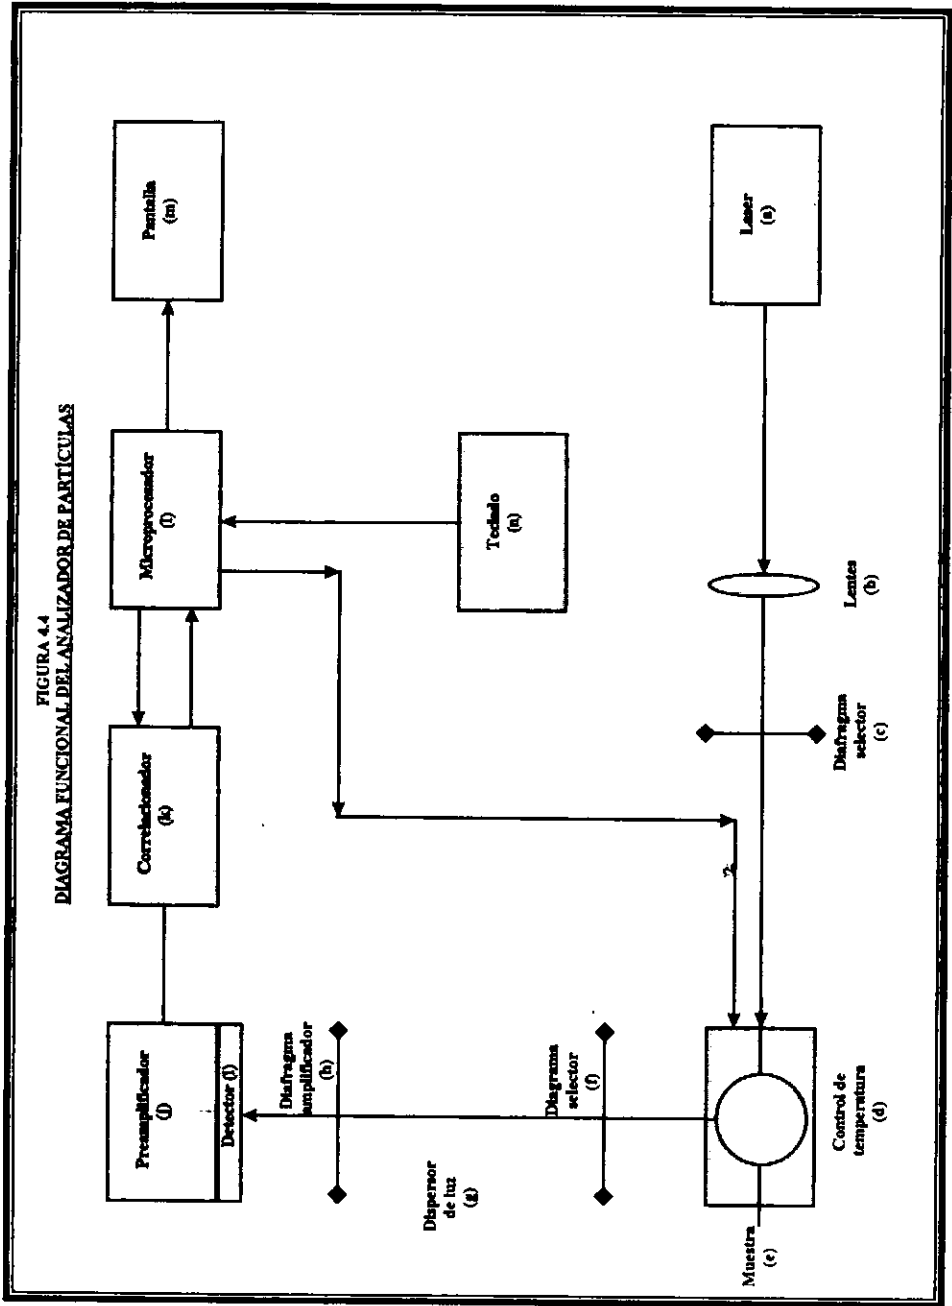 FIGURA 4.4
DIAGRAMA FUNCIONAL DEL ANALIZADOR DE PARTÍCULAS
Preamplificador
(j)
Detector (i)
Correlacionador
(k)
Microprocesador
(l)
Pantalla
(m)
Diafragma
amplificador
(h)
Dispersor
de luz
(g)
Diagrama
selector
(f)
Teclado
(n)
Muestra
(e)
Control de
temperatura
(d)
Diafragma
selector
(c)
Lentes
(b)
Laser
(a)